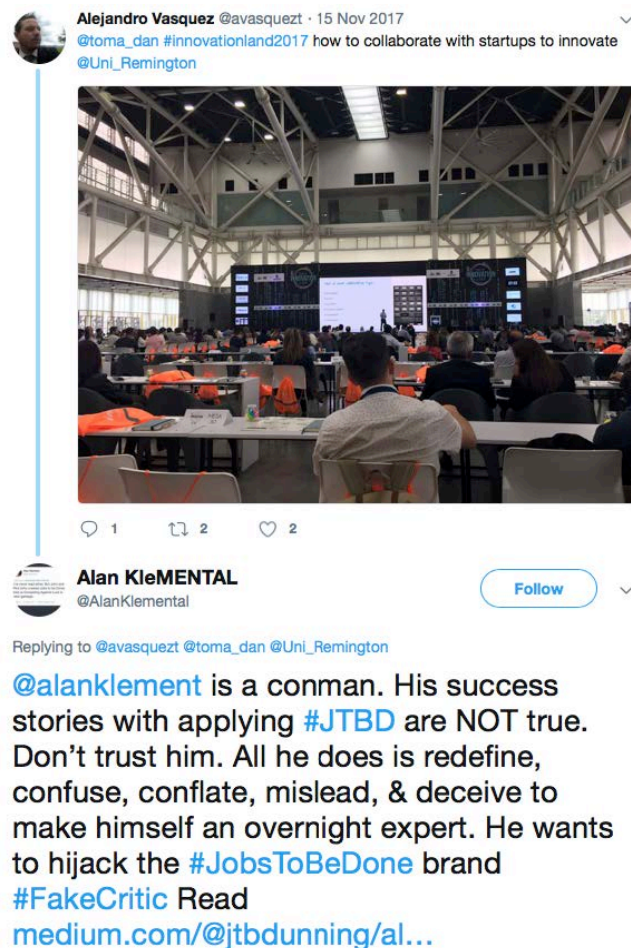 Alejandro Vasquez @avasquezt · 15 Nov 2017
@toma_dan #innovationland2017 how to collaborate with startups to innovate
@Uni_Remington
1 2 2
Alan KleMENTAL
@AlanKlemental
Follow
Replying to @avasquezt @toma_dan @Uni_Remington
@alanklement is a conman. His success
stories with applying #JTBD are NOT true.
Don’t trust him. All he does is redefine,
confuse, conflate, mislead, & deceive to
make himself an overnight expert. He wants
to hijack the #JobsToBeDone brand
#FakeCritic Read
medium.com/@jtbdunning/al...